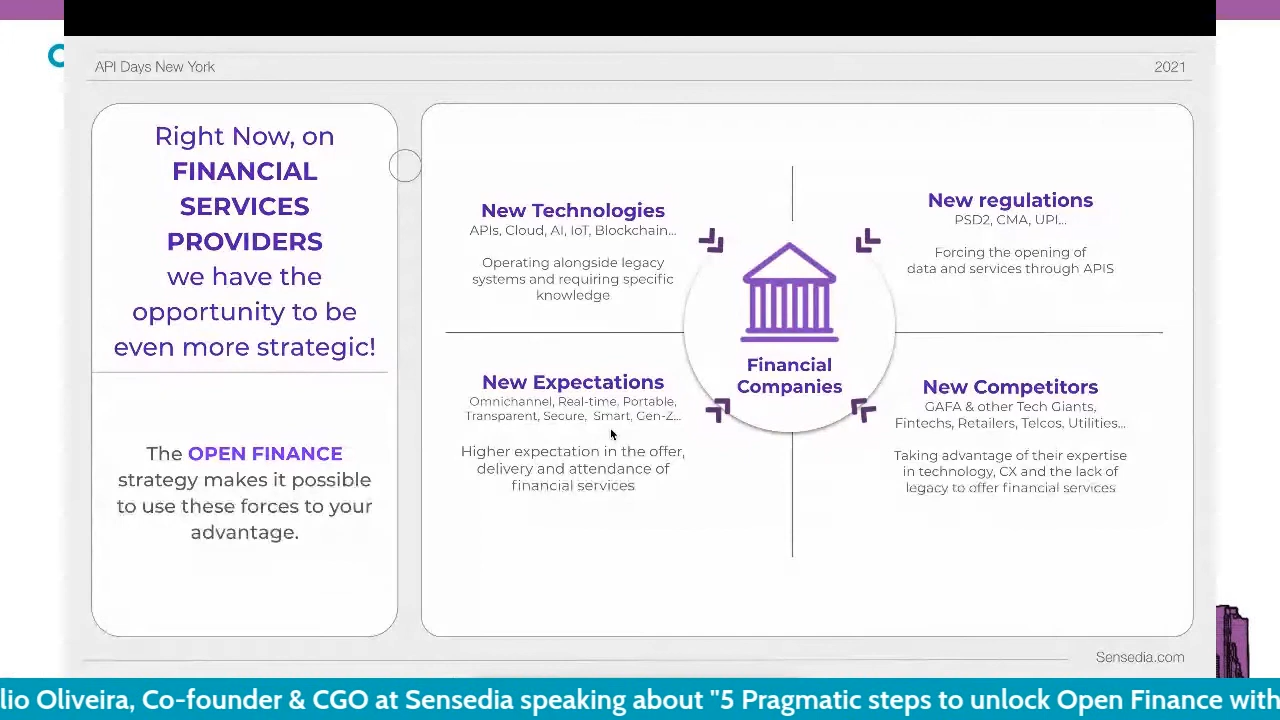 API Days New York
2021
Right Now, on
FINANCIAL
SERVICES
PROVIDERS
we have the
opportunity to be
even more strategic!
The OPEN FINANCE
strategy makes it possible
to use these forces to your
advantage.
New Technologies
APIs, Cloud, AI, IoT, Blockchain...
Operating alongside legacy
systems and requiring specific
knowledge
New regulations
PSD2, CMA, UPI...
Forcing the opening of
data and services through APIS
Financial
Companies
New Expectations
Omnichannel, Real-time, Portable,
Transparent, Secure, Smart, Gen-Z...
Higher expectation in the offer,
delivery and attendance of
financial services
New Competitors
GAFA & other Tech Giants,
Fintechs, Retailers, Telcos, Utilities...
Taking advantage of their expertise
in technology, CX and the lack of
legacy to offer financial services
Sensedia.com
lio Oliveira, Co-founder & CGO at Sensedia speaking about "5 Pragmatic steps to unlock Open Finance with